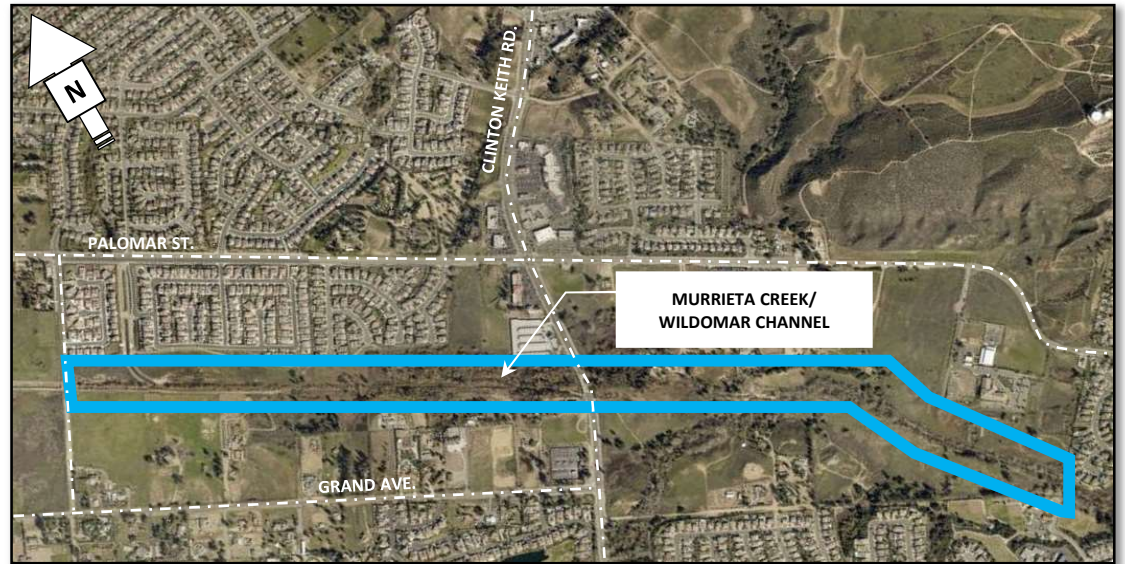 N
CLINTON KEITH RD.
PALOMAR ST.
MURRIETA CREEK/
WILDOMAR CHANNEL
GRAND AVE.